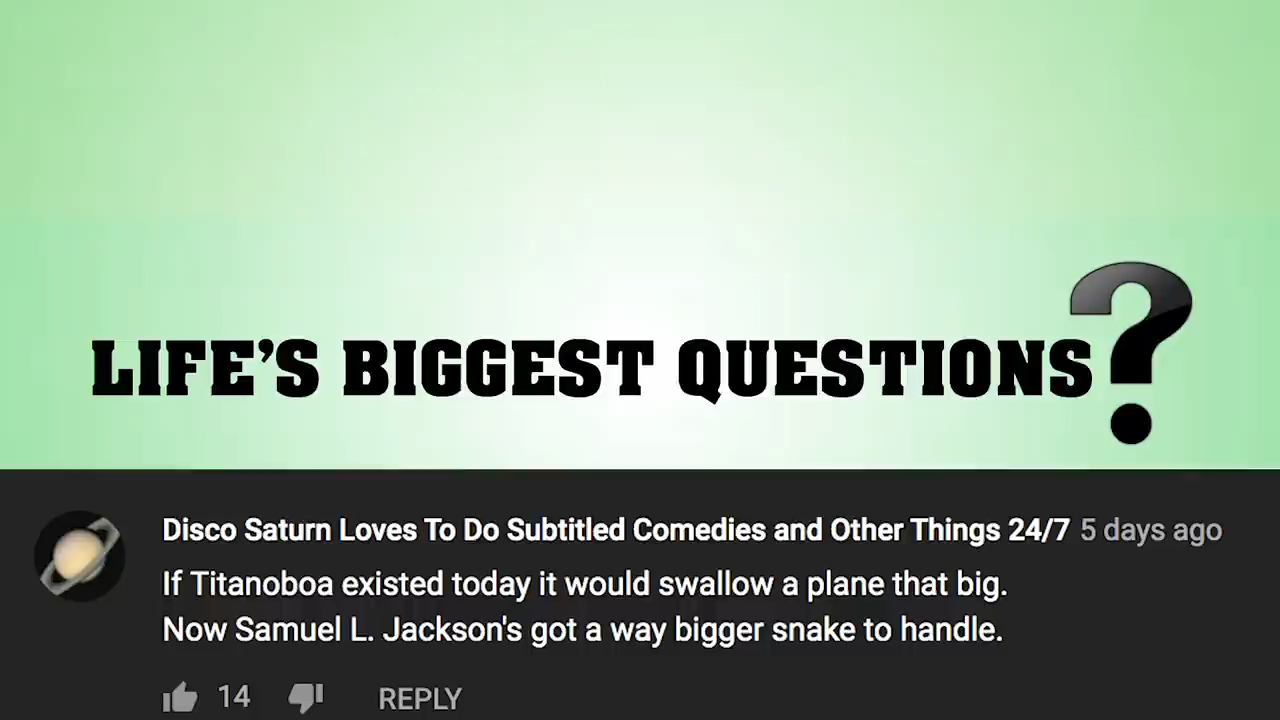 LIFE'S BIGGEST QUESTIONS?
Disco Saturn Loves To Do Subtitled Comedies and Other Things 24/7 5 days ago
If Titanoboa existed today it would swallow a plane that big.
Now Samuel L. Jackson's got a way bigger snake to handle.
14 REPLY